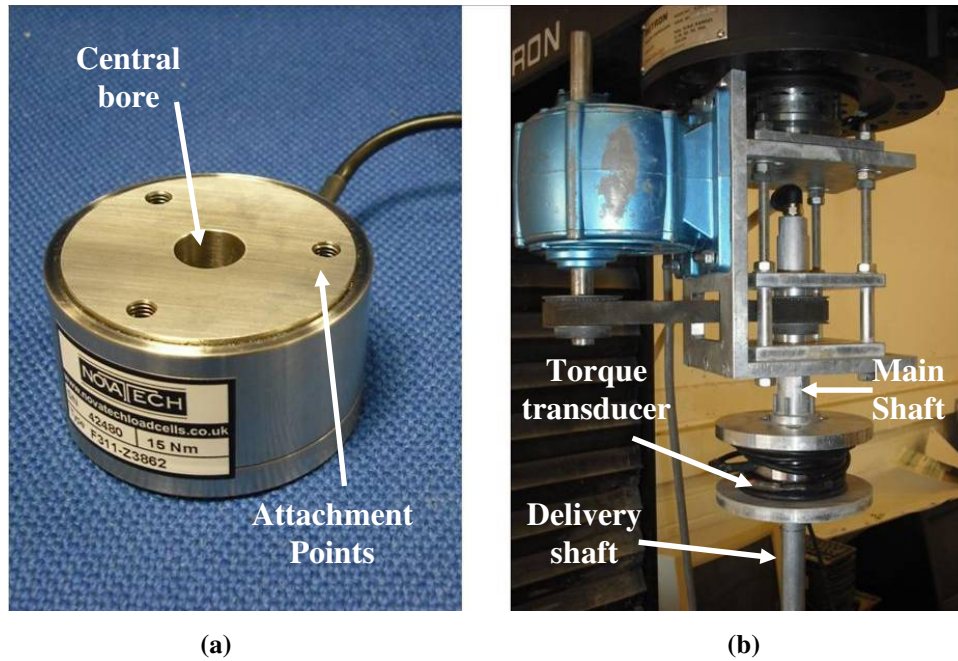 Central
bore
NOVATECH
www.novatechloadcells.co.uk
42480
15 Nm
F311-Z3862
Attachment
Points
(a)
RON
Torque
transducer
Main
Shaft
Delivery
shaft
(b)